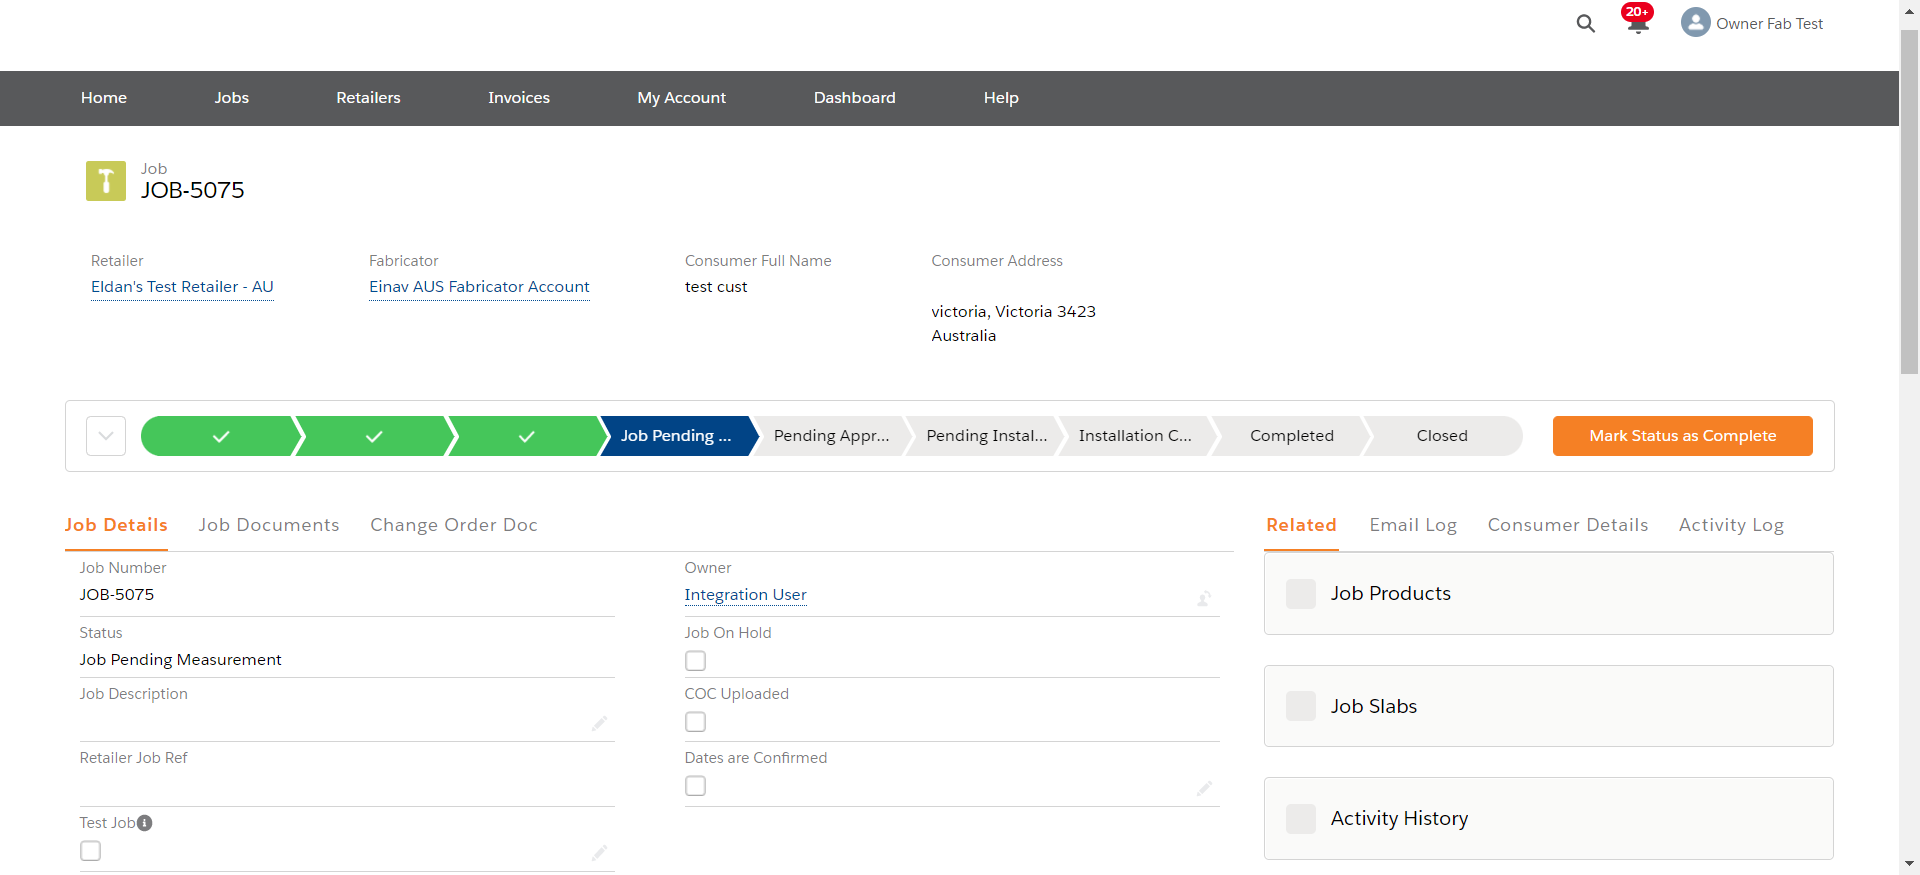 20+
Owner Fab Test
Home Jobs Retailers Invoices My Account Dashboard Help
Job
JOB-5075
Retailer Fabricator Consumer Full Name Consumer Address
Eldan's Test Retailer - AU Einav AUS Fabricator Account test cust
victoria, Victoria 3423
Australia
Job Pending ... Pending Appr... Pending Instal... Installation C... Completed Closed Mark Status as Complete
Job Details Job Documents Change Order Doc
Related Email Log Consumer Details Activity Log
Job Number
JOB-5075
Owner
Integration User
Status
Job Pending Measurement
Job On Hold
Job Description
COC Uploaded
Retailer Job Ref
Dates are Confirmed
Test Job
Job Products
Job Slabs
Activity History